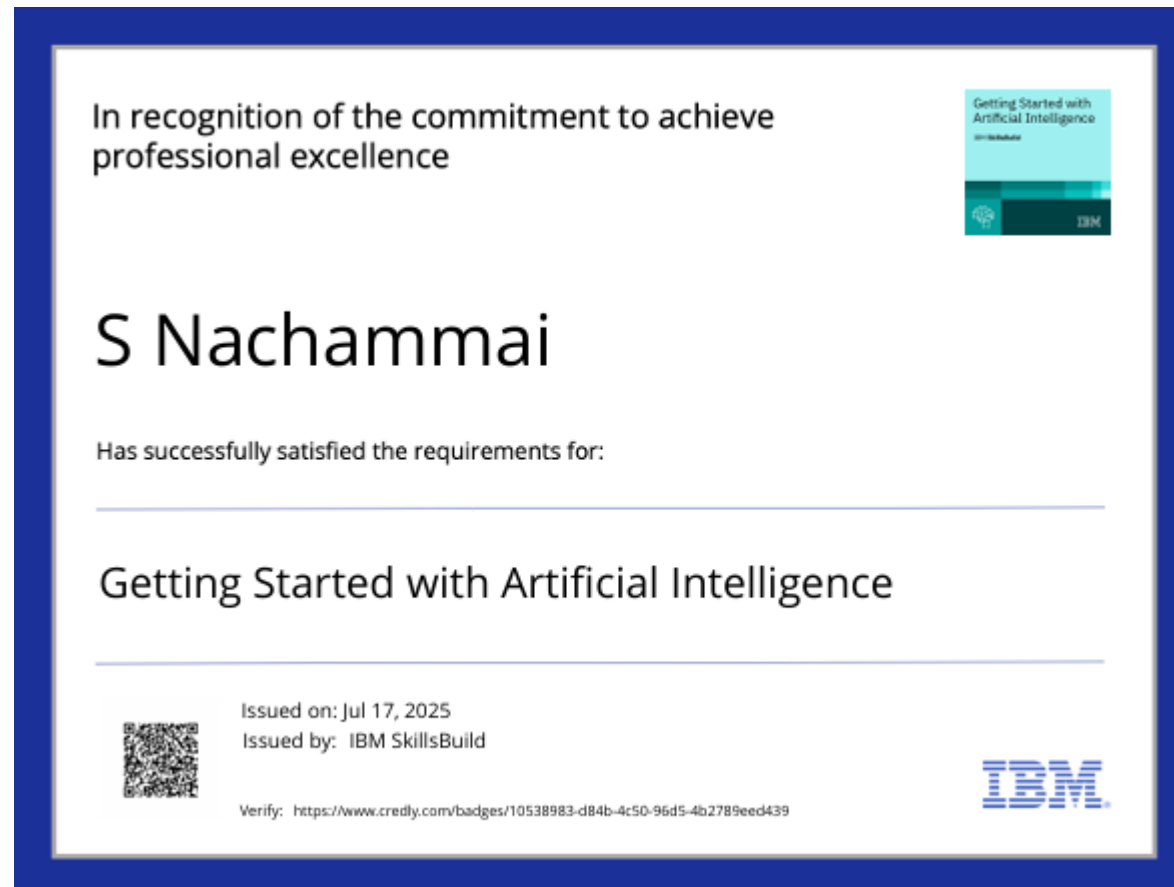 In recognition of the commitment to achieve
professional excellence
Getting Started with
Artificial Intelligence
IBM SkillsBuild
IBM
S Nachammai
Has successfully satisfied the requirements for:
Getting Started with Artificial Intelligence
Issued on: Jul 17, 2025
Issued by: IBM SkillsBuild
Verify: https://www.credly.com/badges/10538983-d84b-4c50-96d5-4b2789eed439
IBM.